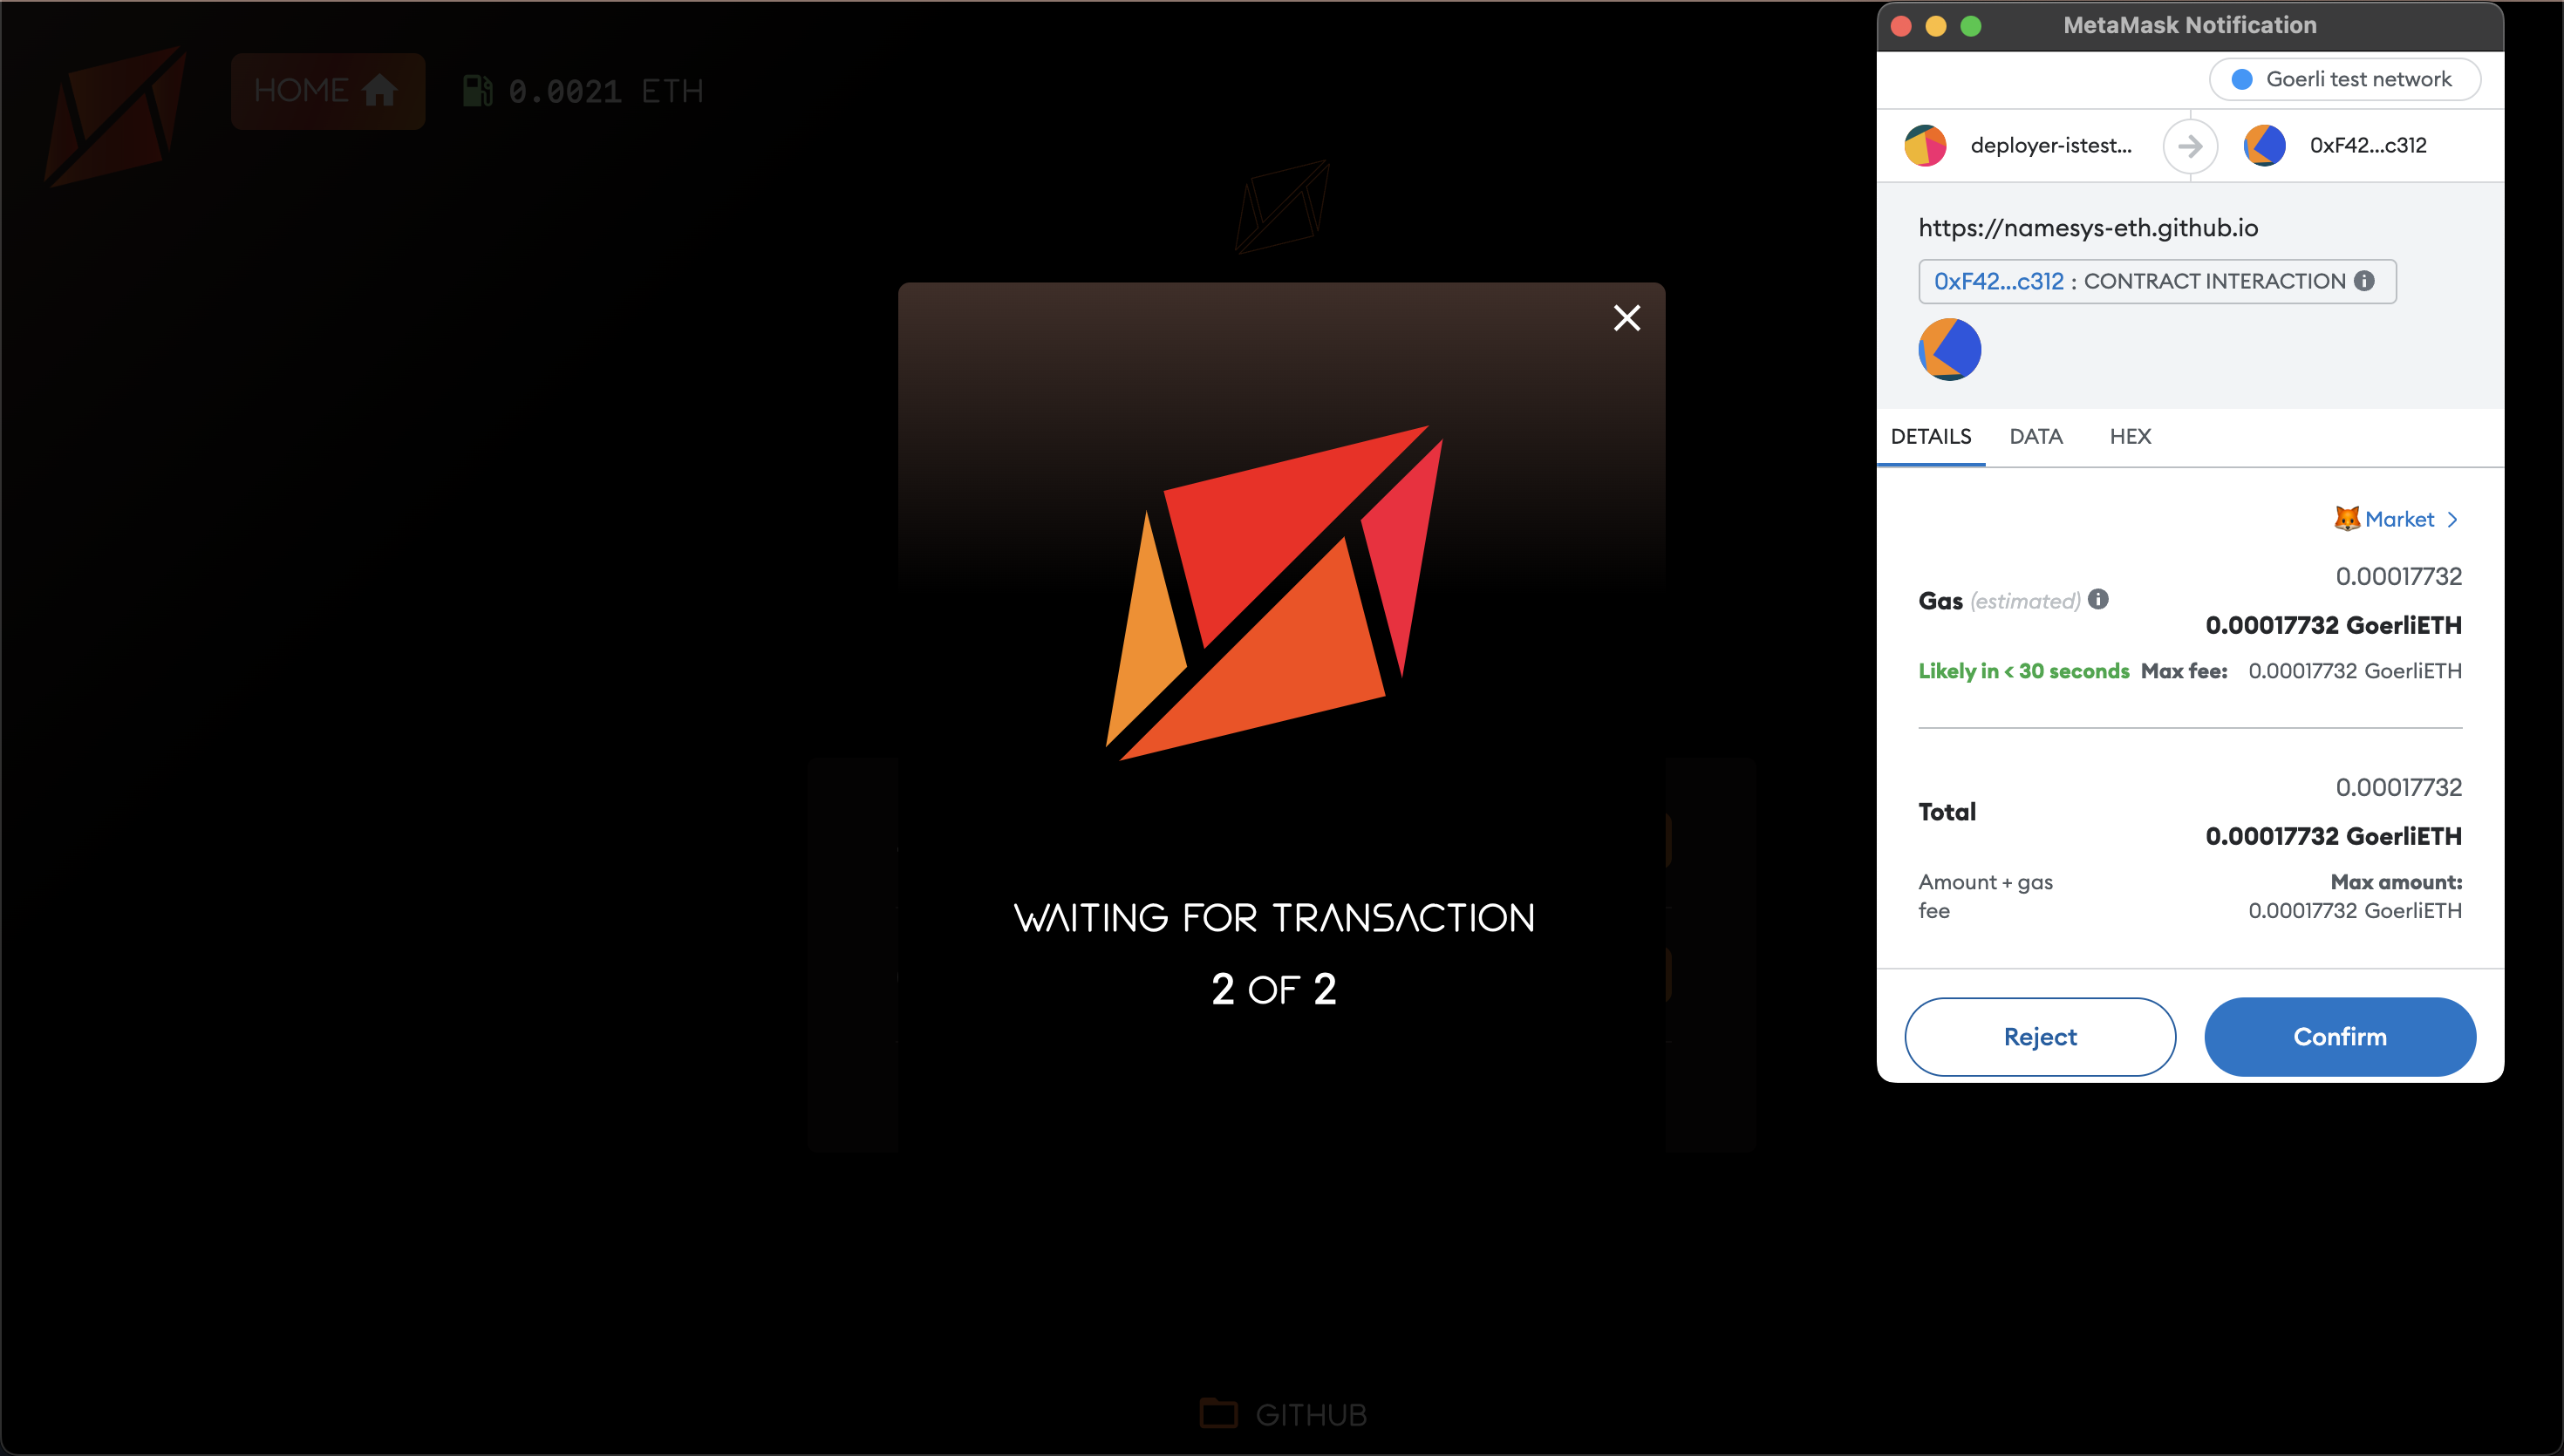 HOME
0.0021 ETH
WAITING FOR TRANSACTION
2 OF 2
GITHUB
MetaMask Notification
Goerli test network
deployer-istest...
0xF42...c312
https://namesys-eth.github.io
0xF42...c312 : CONTRACT INTERACTION
DETAILS DATA HEX
Market >
0.00017732
Gas (estimated)
0.00017732 GoerliETH
Likely in < 30 seconds Max fee: 0.00017732 GoerliETH
0.00017732
Total
0.00017732 GoerliETH
Amount + gas fee
Max amount:
0.00017732 GoerliETH
Reject Confirm